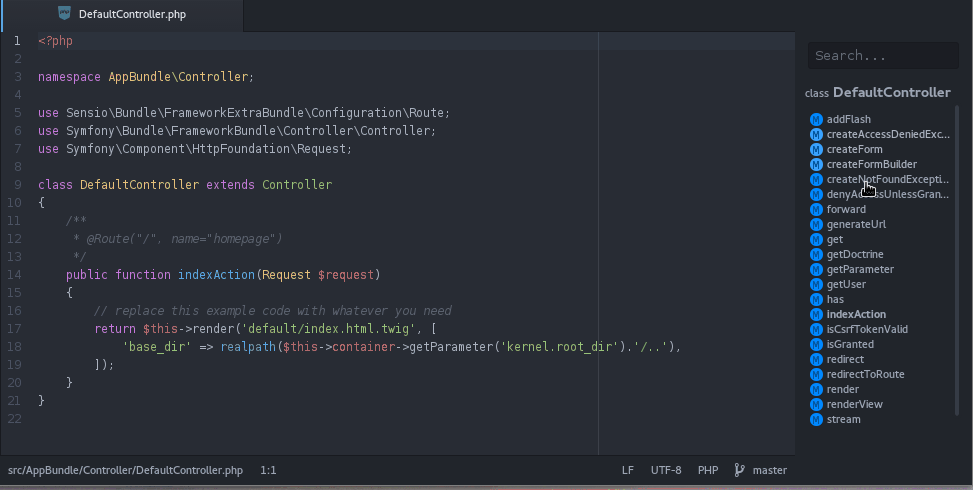 DefaultController.php
1 <?php
2
3 namespace AppBundle\Controller;
4
5 use Sensio\Bundle\FrameworkExtraBundle\Configuration\Route;
6 use Symfony\Bundle\FrameworkBundle\Controller\Controller;
7 use Symfony\Component\HttpFoundation\Request;
8
9 class DefaultController extends Controller
10 {
11     /**
12      * @Route("/", name="homepage")
13      */
14     public function indexAction(Request $request)
15     {
16         // replace this example code with whatever you need
17         return $this->render('default/index.html.twig', [
18             'base_dir' => realpath($this->container->getParameter('kernel.root_dir').'/..'),
19         ]);
20     }
21 }
22
Search...
class DefaultController
M addFlash
M createAccessDeniedExc...
M createForm
M createFormBuilder
M createNotFoundExcepti...
M denyAccessUnlessGran...
M forward
M generateUrl
M get
M getDoctrine
M getParameter
M getUser
M has
M indexAction
M isCsrfTokenValid
M isGranted
M redirect
M redirectToRoute
M render
M renderView
M stream
src/AppBundle/Controller/DefaultController.php 1:1 LF UTF-8 PHP master